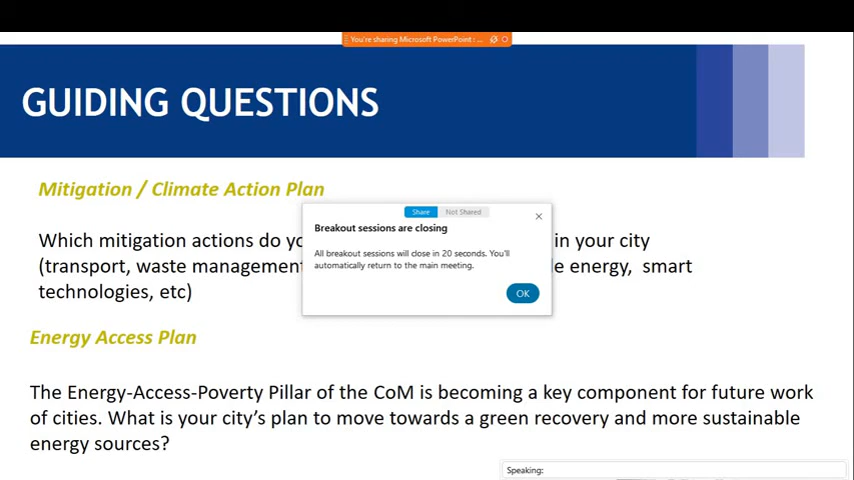 You're sharing Microsoft PowerPoint s...
GUIDING QUESTIONS
Mitigation / Climate Action Plan
Share Not Shared
Breakout sessions are closing
All breakout sessions will close in 20 seconds. You'll
automatically return to the main meeting.
OK
Which mitigation actions do yo in your city
(transport, waste management e energy, smart
technologies, etc)
Energy Access Plan
The Energy-Access-Poverty Pillar of the CoM is becoming a key component for future work
of cities. What is your city's plan to move towards a green recovery and more sustainable
energy sources?
Speaking: